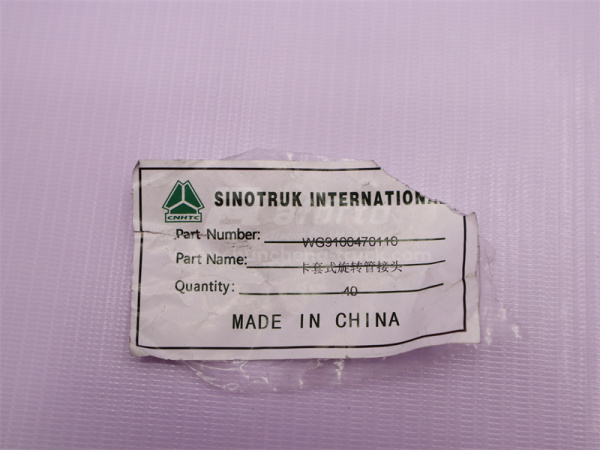 SINOTRUK INTERNATIONAL
CNHTC
Part Number: WG9100470110
Part Name: 卡套式旋转管接头
Quantity: 40
MADE IN CHINA